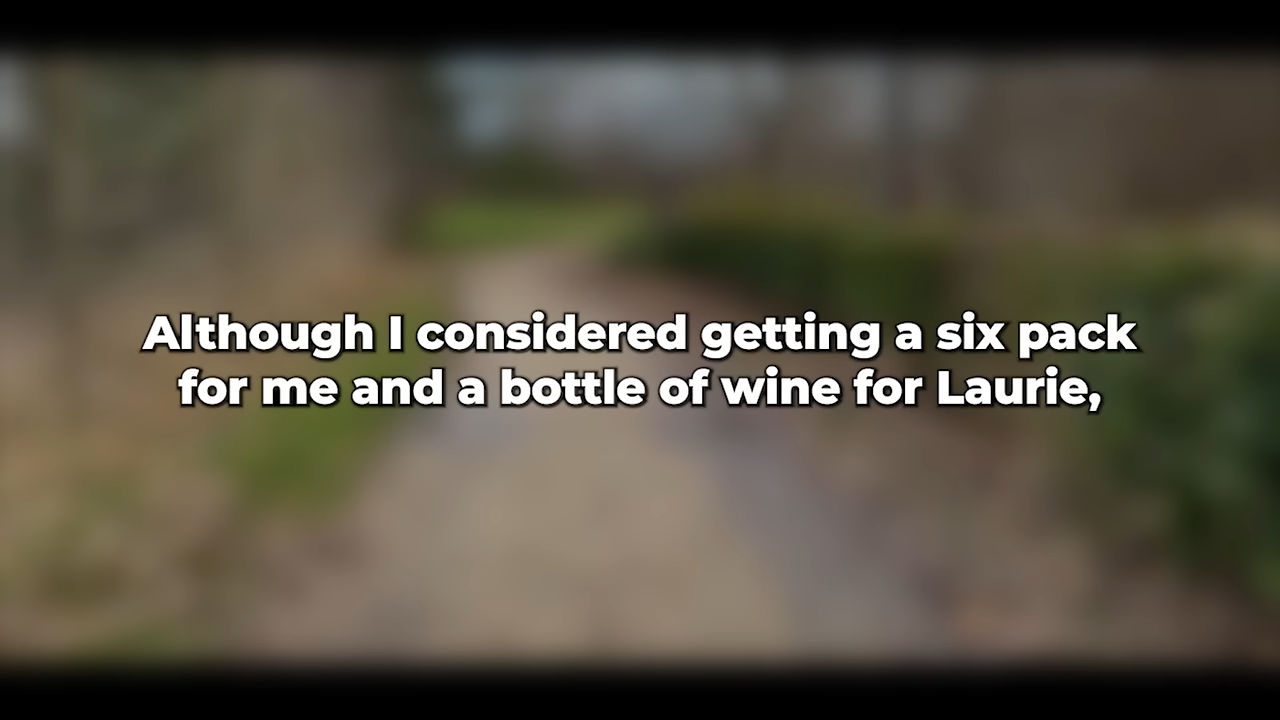 Although I considered getting a six pack
for me and a bottle of wine for Laurie,